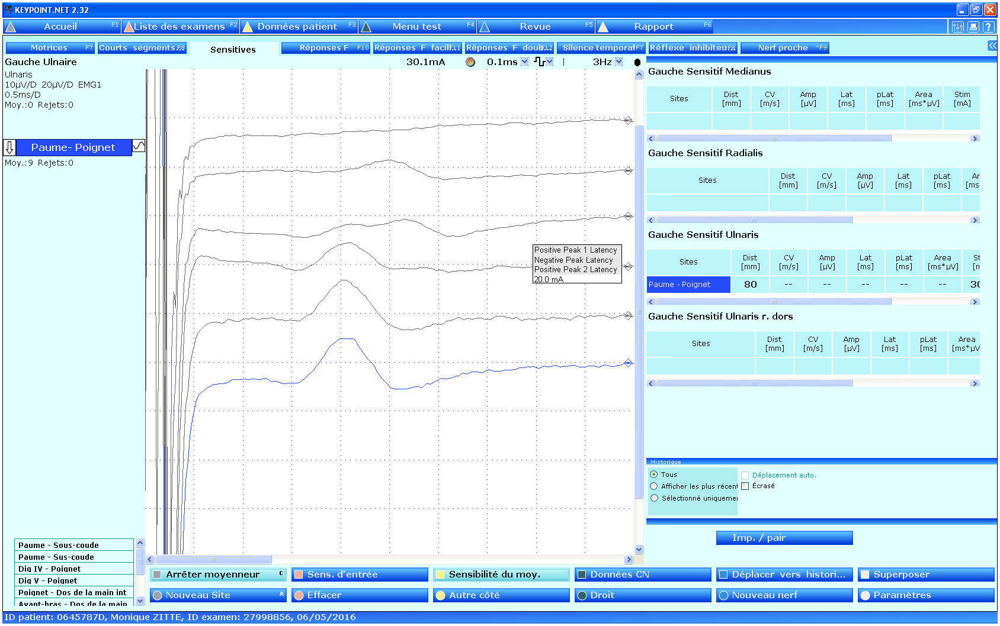 KEYPOINT.NET 2.32
Accueil F1 Liste des examens F2 Données patient F3 Menu test F4 Revue F5 Rapport F6
Motrices F7 Courts segments F8 Sensitives Réponses F F10 Réponses F facili F11 Réponses F doub F12 Silence temporal F7 Réflexe inhibiteu F8 Nerf proche ^F9
Gauche Ulnaire
30.1mA 0.1ms 3Hz
Ulnaris
10µV/D 20µV/D EMG1
0.5ms/D
Moy.:0 Rejets:0
Paume- Poignet
Moy.:9 Rejets:0
Positive Peak 1 Latency
Negative Peak Latency
Positive Peak 2 Latency
20.0 mA
Paume - Sous-coude
Paume - Sus-coude
Dig IV - Poignet
Dig V - Poignet
Poignet - Dos de la main int
Avant-bras - Dos de la main
Gauche Sensitif Medianus
Sites Dist [mm] CV [m/s] Amp [µV] Lat [ms] pLat [ms] Area [ms*µV] Stim [mA]
Gauche Sensitif Radialis
Sites Dist [mm] CV [m/s] Amp [µV] Lat [ms] pLat [ms] Ar [ms
Gauche Sensitif Ulnaris
Sites Dist [mm] CV [m/s] Amp [µV] Lat [ms] pLat [ms] Area [ms*µV] St [m
Paume - Poignet 80 -- -- -- -- -- 30
Gauche Sensitif Ulnaris r. dors
Sites Dist [mm] CV [m/s] Amp [µV] Lat [ms] pLat [ms] Area [ms*µV
Historique
Tous Déplacement auto.
Afficher les plus récent Écrasé
Sélectionné uniquemen
Imp. / pair
Arrêter moyenneur C Sens. d'entrée Sensibilité du moy. Données CN Déplacer vers histori... Superposer
Nouveau Site A Effacer Autre côté Droit Nouveau nerf Paramètres
ID patient: 0645787D, Monique ZITTE, ID examen: 27998856, 06/05/2016